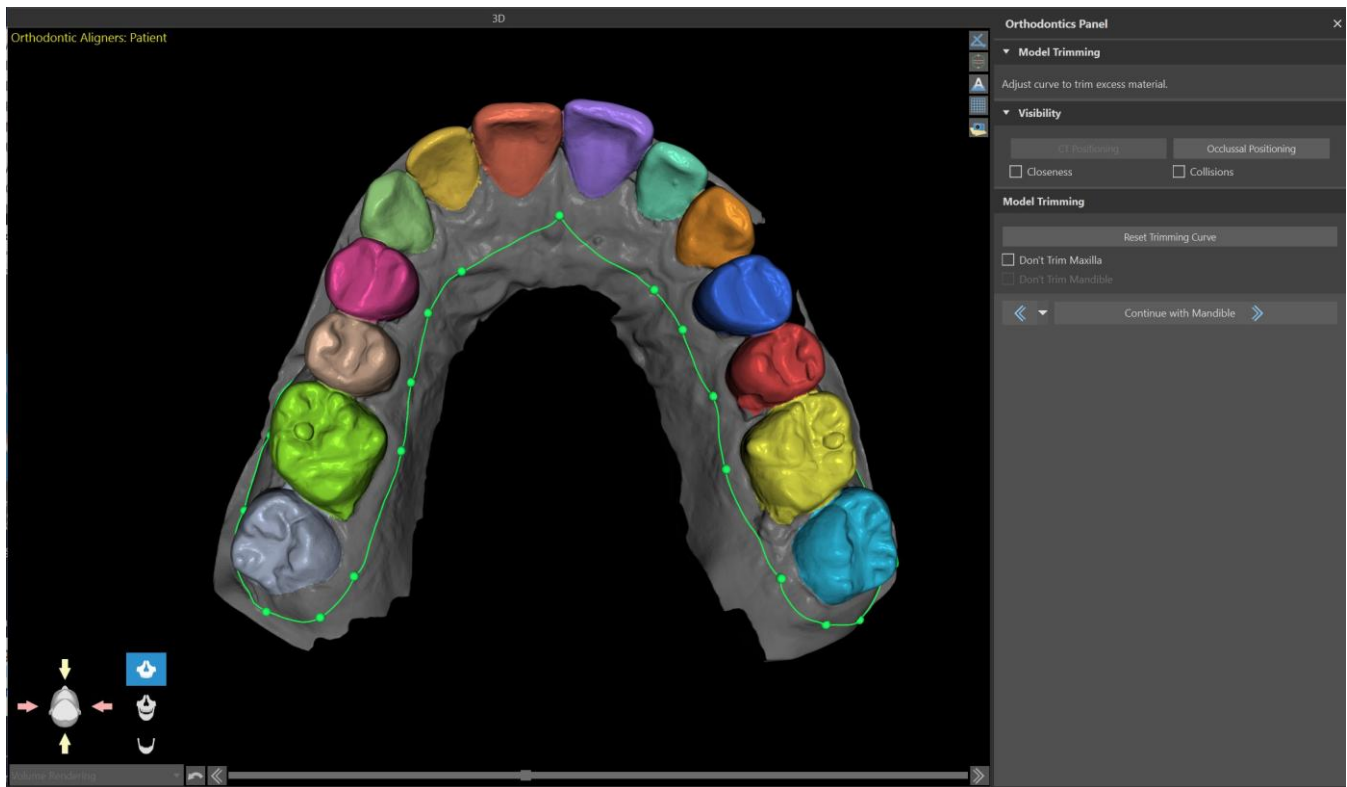 3D
Orthodontic Aligners: Patient
A
Orthodontics Panel
Model Trimming
Adjust curve to trim excess material.
Visibility
CT Positioning
Occlussal Positioning
Closeness
Collisions
Model Trimming
Reset Trimming Curve
Don't Trim Maxilla
Don't Trim Mandible
Continue with Mandible
Volume Rendering